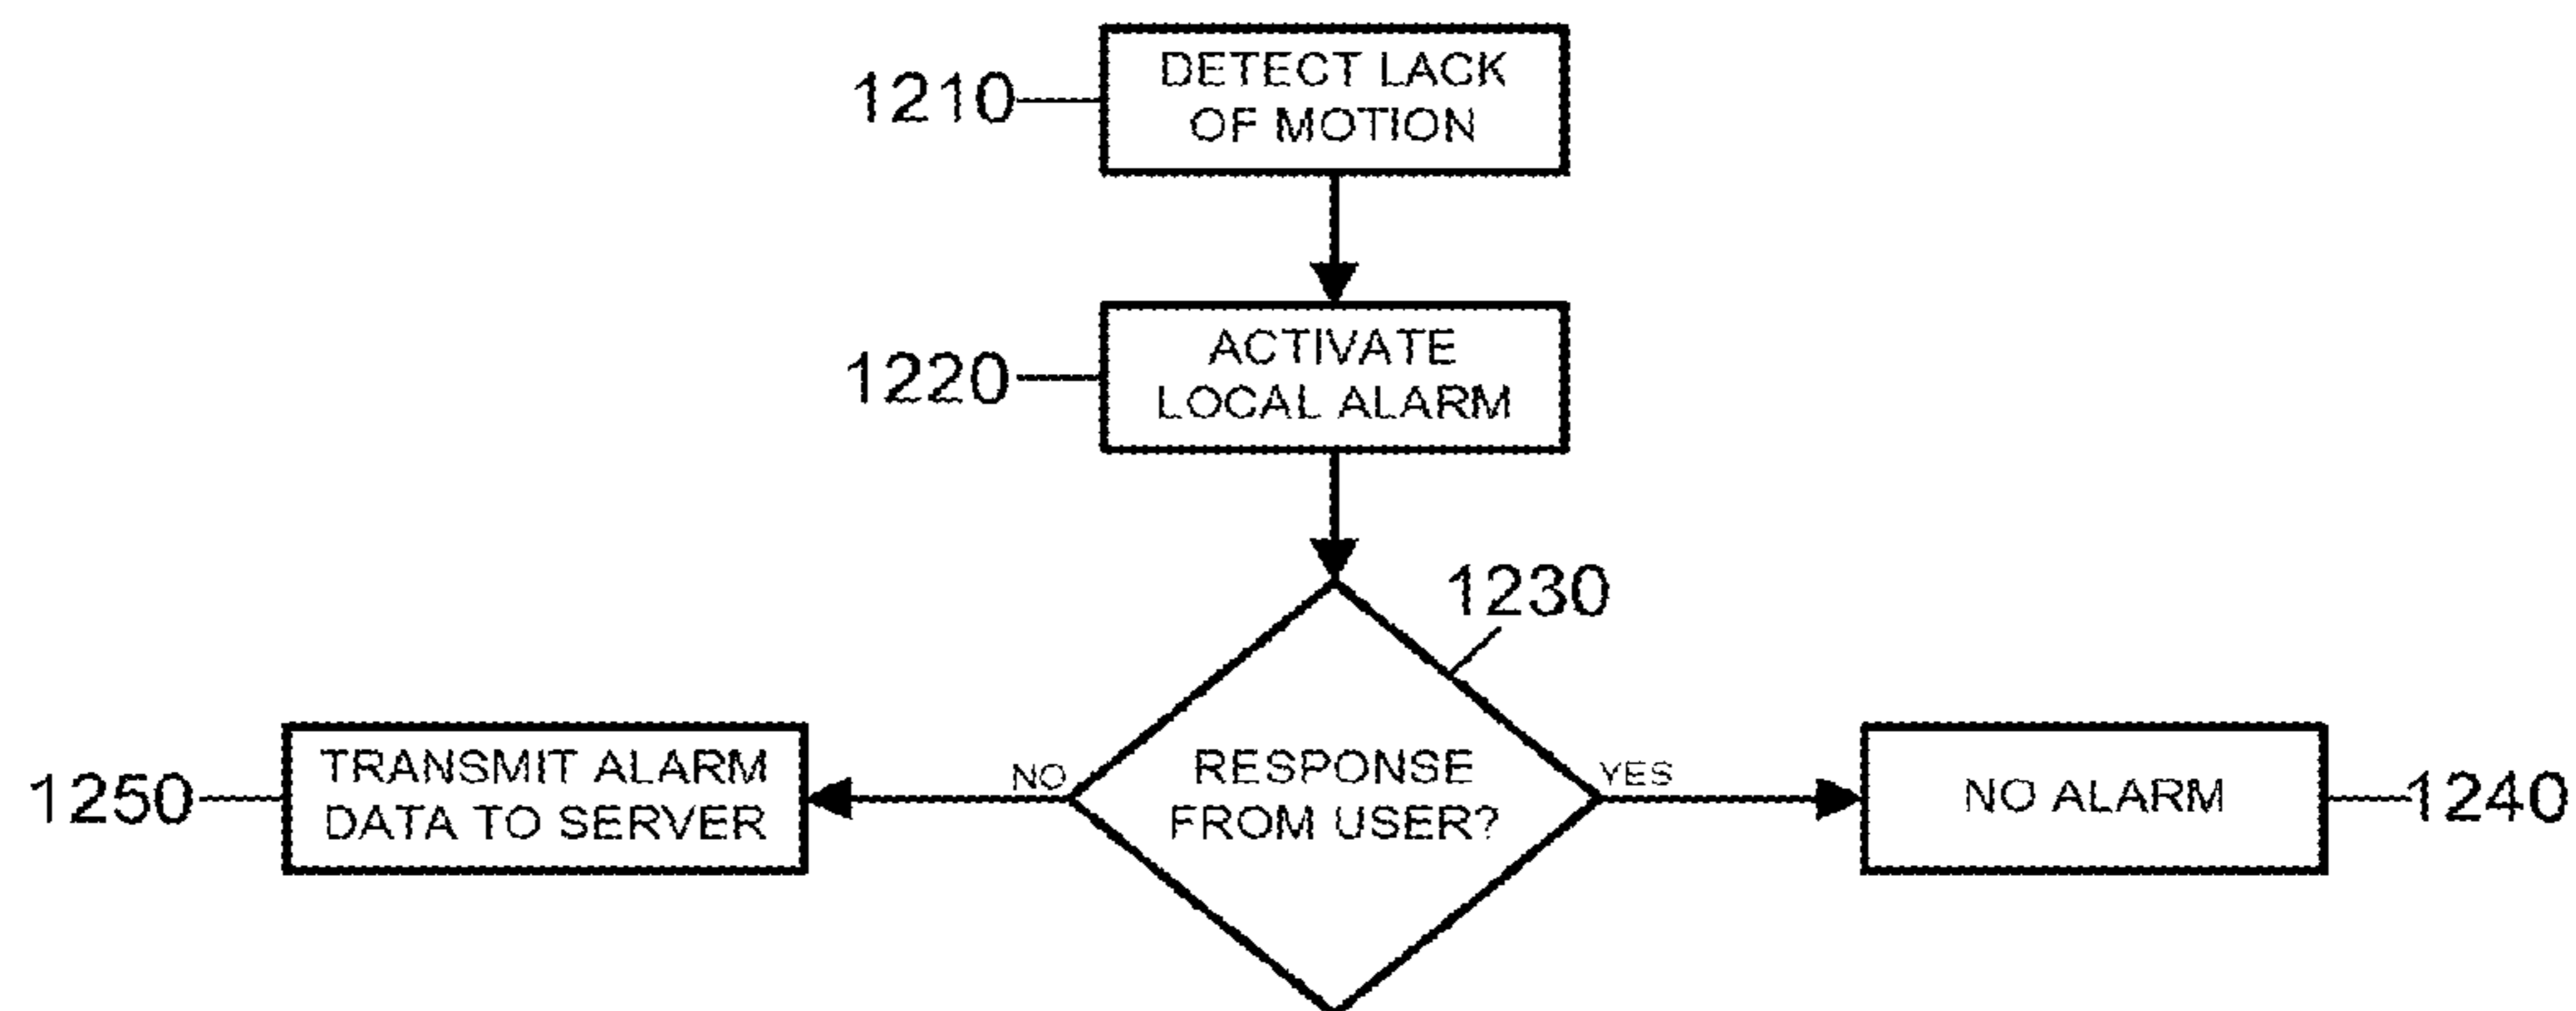 1210
DETECT LACK
OF MOTION
1220
ACTIVATE
LOCAL ALARM
1230
1250
TRANSMIT ALARM
DATA TO SERVER
NO
RESPONSE
FROM USER?
YES
NO ALARM
1240